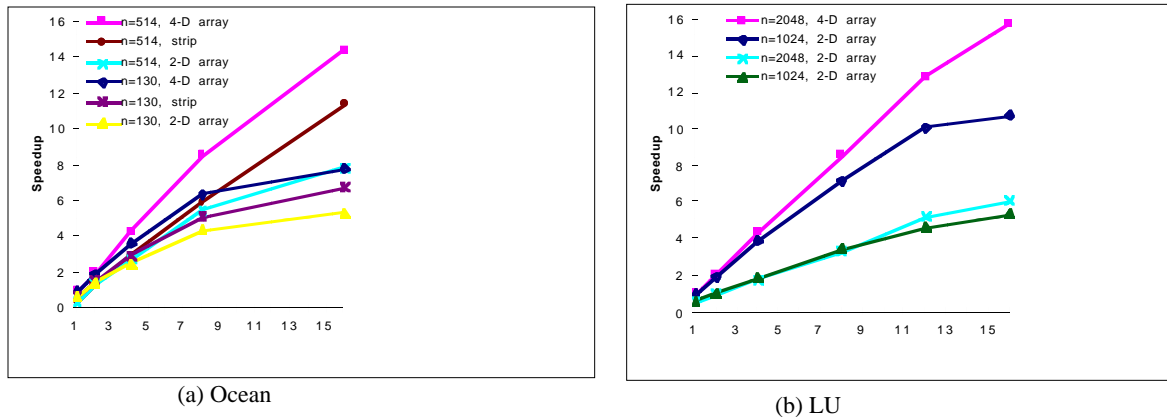 16
14
12
10
8
6
4
2
0
Speedup
n=514, 4-D array
n=514, strip
n=514, 2-D array
n=130, 4-D array
n=130, strip
n=130, 2-D array
1 3 5 7 9 11 13 15
(a) Ocean
16
14
12
10
8
6
4
2
0
Speedup
n=2048, 4-D array
n=1024, 2-D array
n=2048, 2-D array
n=1024, 2-D array
1 3 5 7 9 11 13 15
(b) LU